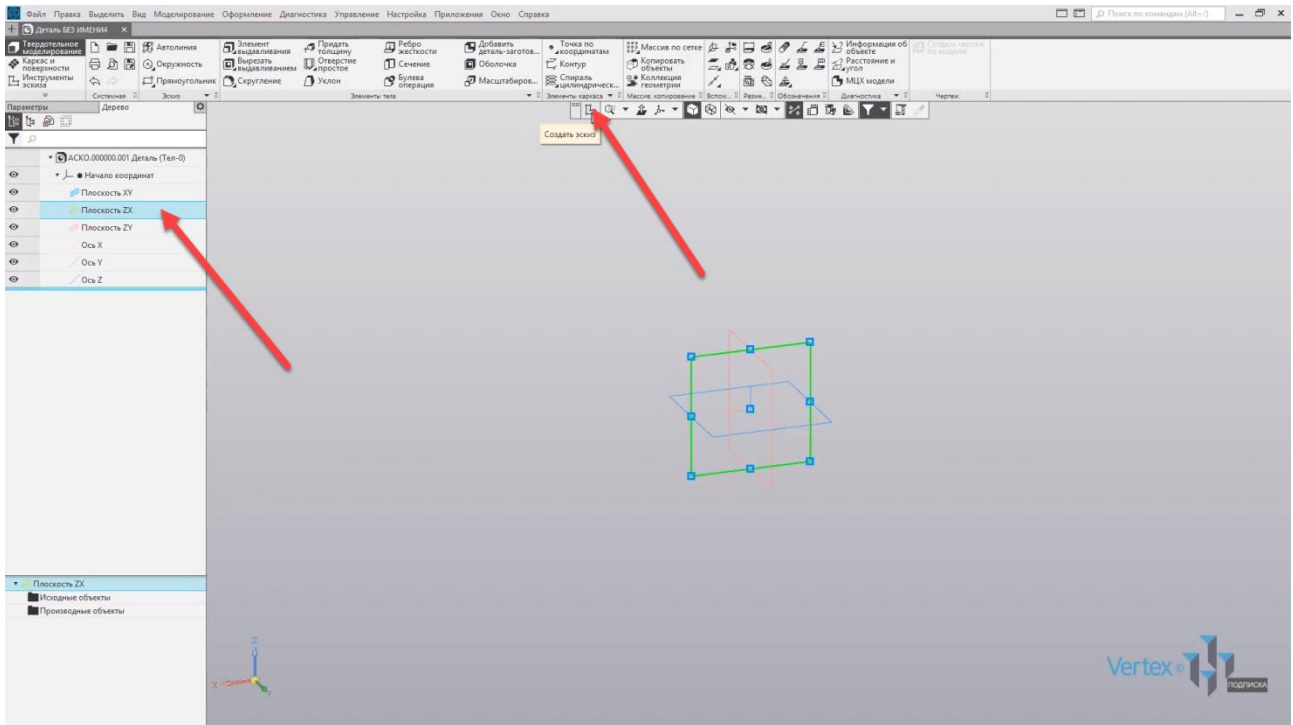 Файл Правка Выделить Вид Моделирование Оформление Диагностика Управление Настройка Приложения Окно Справка
Поиск по командам (Alt+/)
Деталь БЕЗ ИМЕНИ4
Твердотельное моделирование
Каркас и поверхности
Инструменты эскиза
Системная
Автолиния
Окружность
Прямоугольник
Эскиз
Элемент выдавливания
Вырезать выдавливанием
Скругление
Придать толщину
Отверстие простое
Уклон
Ребро жесткости
Сечение
Булева операция
Добавить деталь-заготов...
Оболочка
Масштабиров...
Элементы тела
Точка по координатам
Контур
Спираль цилиндрическ...
Элементы каркаса
Массив по сетке
Копировать объекты
Коллекция геометрии
Массив, копирование
Вспом...
Разме...
Обозначения
Информация об объекте
Расстояние и угол
МЦХ модели
Диагностика
Создать чертеж по модели
Чертеж
Параметры
Дерево
Создать эскиз
АСКО.000000.001 Деталь (Тел-0)
Начало координат
Плоскость XY
Плоскость ZX
Плоскость ZY
Ось X
Ось Y
Ось Z
Плоскость ZX
Исходные объекты
Производные объекты
Z
X
Y
Vertex
ПОДПИСКА